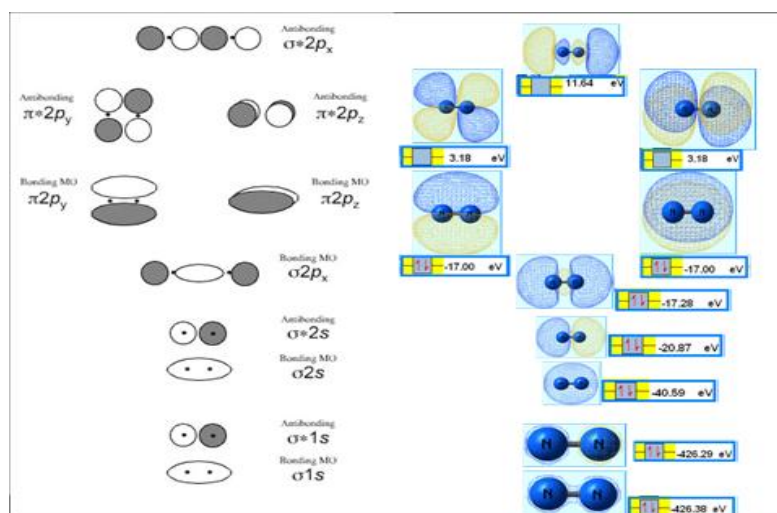 Antibonding
σ*2px
Antibonding
π*2py
Antibonding
π*2pz
Bonding MO
π2py
Bonding MO
π2pz
Bonding MO
σ2px
Antibonding
σ*2s
Bonding MO
σ2s
Antibonding
σ*1s
Bonding MO
σ1s
11.64 eV
3.18 eV
3.18 eV
N N
-17.00 eV
-17.00 eV
-17.28 eV
-20.87 eV
-40.59 eV
N N
-426.29 eV
N N
-426.38 eV